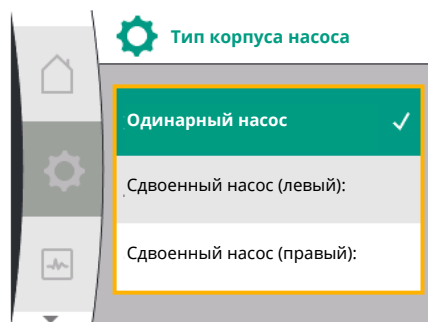 Тип корпуса насоса
Одинарный насос
Сдвоенный насос (левый):
Сдвоенный насос (правый):